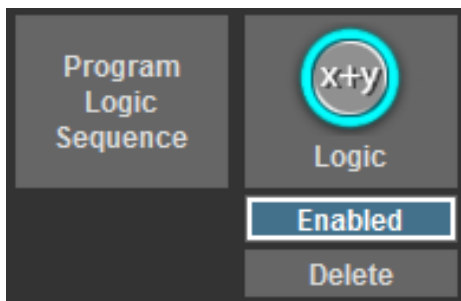 Program
Logic
Sequence
x+y
Logic
Enabled
Delete